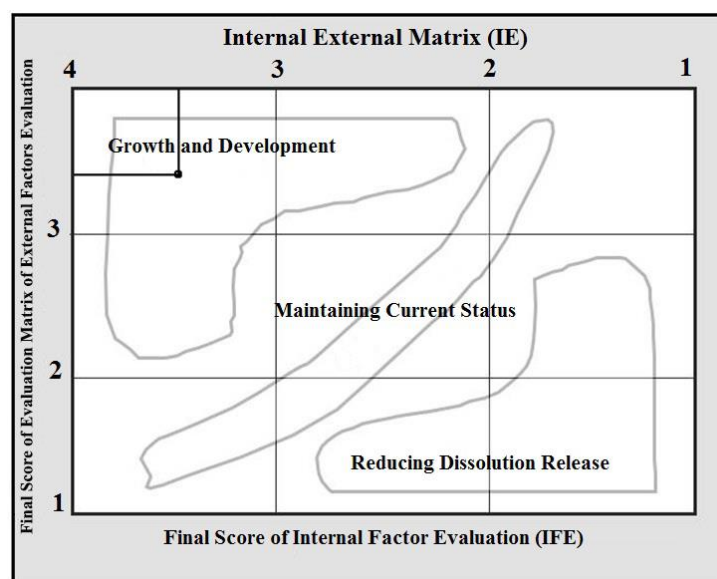 Internal External Matrix (IE)
4 3 2 1
Final Score of Evaluation Matrix of External Factors Evaluation
Growth and Development
3
Maintaining Current Status
2
Reducing Dissolution Release
1
Final Score of Internal Factor Evaluation (IFE)